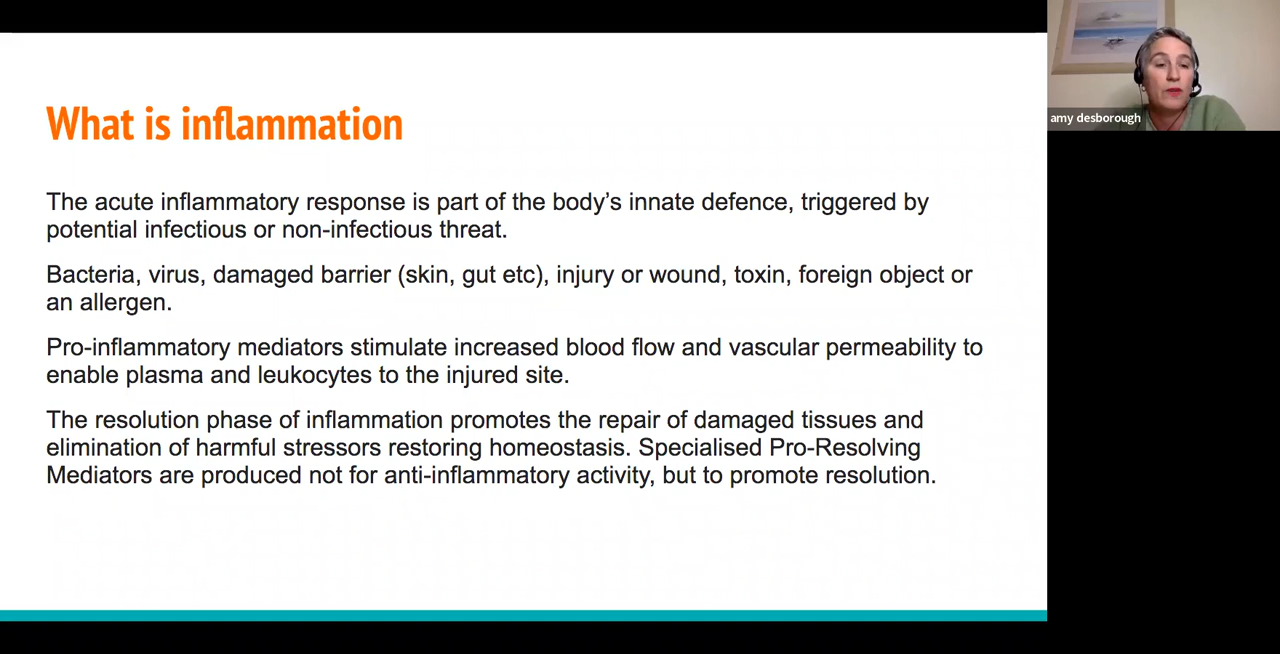 What is inflammation
The acute inflammatory response is part of the body’s innate defence, triggered by
potential infectious or non-infectious threat.
Bacteria, virus, damaged barrier (skin, gut etc), injury or wound, toxin, foreign object or
an allergen.
Pro-inflammatory mediators stimulate increased blood flow and vascular permeability to
enable plasma and leukocytes to the injured site.
The resolution phase of inflammation promotes the repair of damaged tissues and
elimination of harmful stressors restoring homeostasis. Specialised Pro-Resolving
Mediators are produced not for anti-inflammatory activity, but to promote resolution.
amy desborough